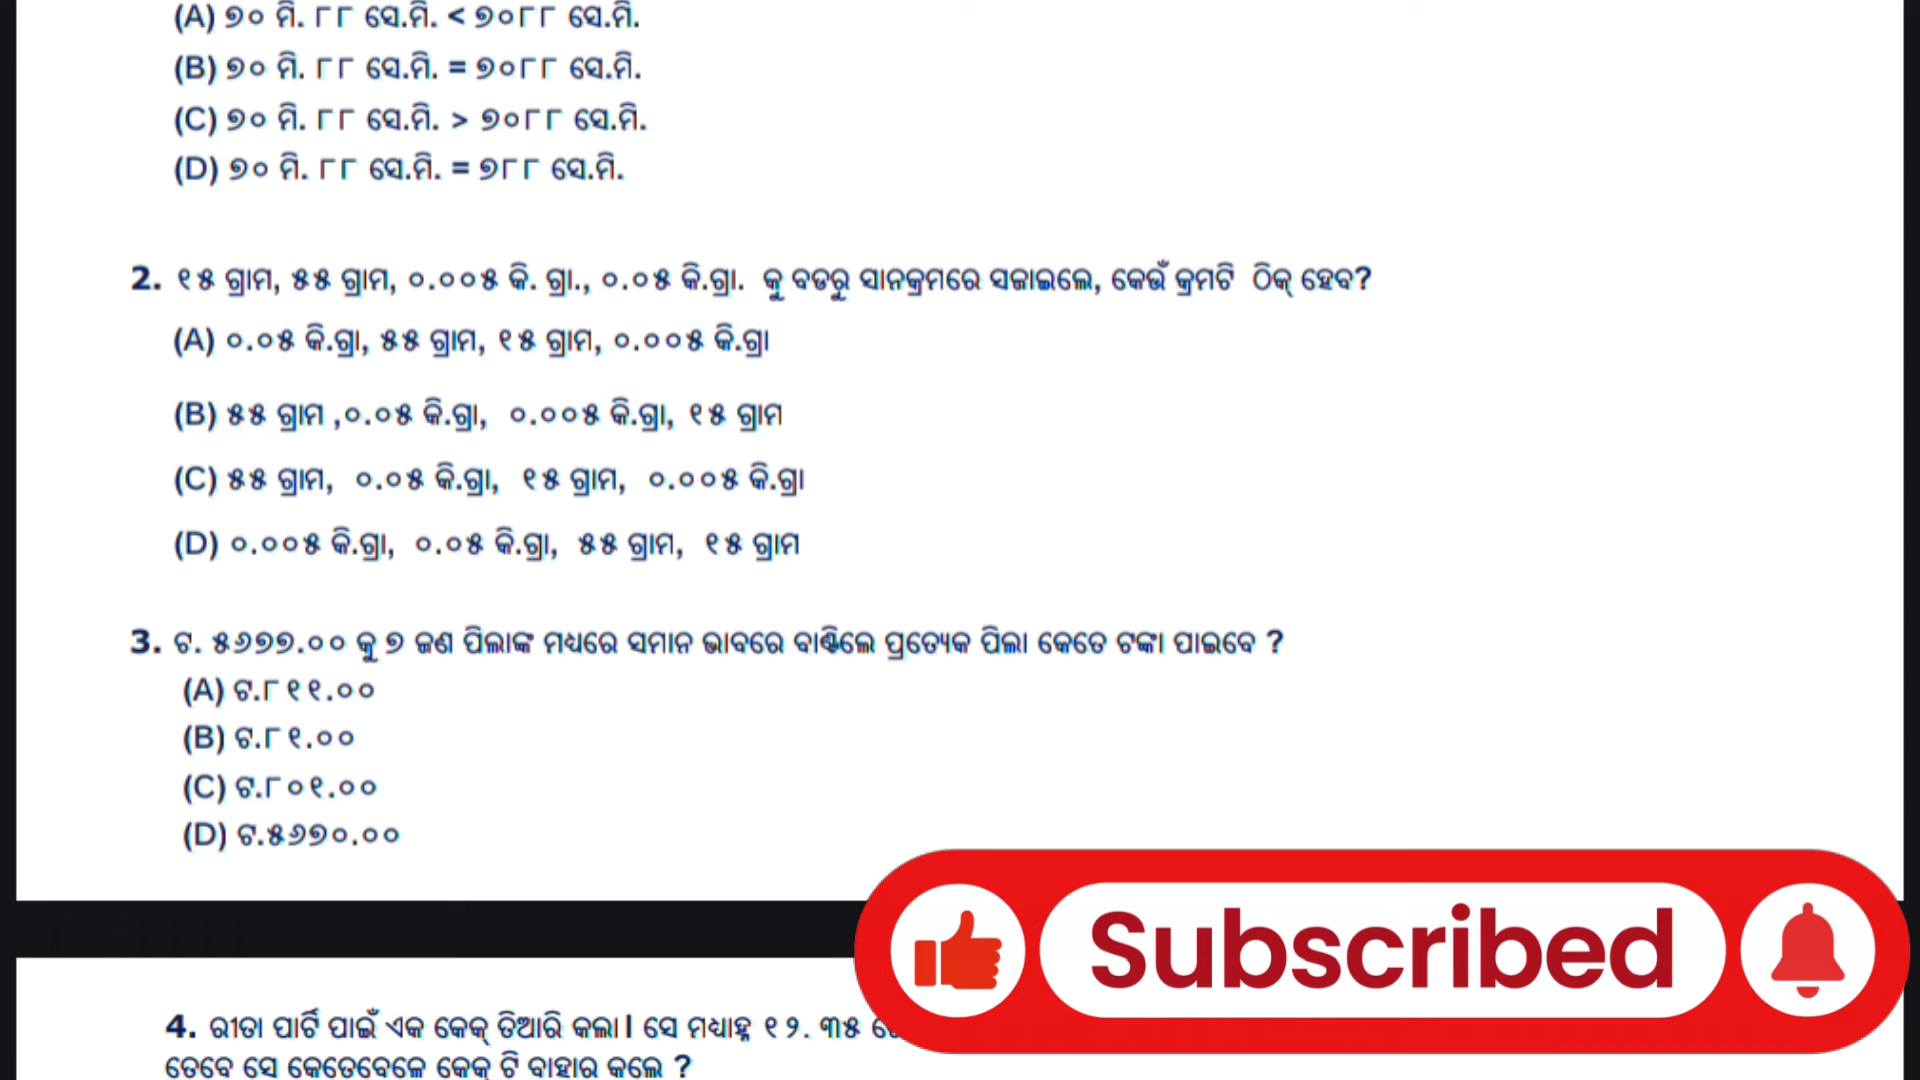 (A) ୭୦ ମି. ୮୮ ସେ.ମି. < ୭୦୮୮ ସେ.ମି.
(B) ୭୦ ମି. ୮୮ ସେ.ମି. = ୭୦୮୮ ସେ.ମି.
(C) ୭୦ ମି. ୮୮ ସେ.ମି. > ୭୦୮୮ ସେ.ମି.
(D) ୭୦ ମି. ୮୮ ସେ.ମି. = ୭୮୮ ସେ.ମି.
2. ୧୫ ଗ୍ରାମ, ୫୫ ଗ୍ରାମ, ୦.୦୦୫ କି. ଗ୍ରା., ୦.୦୫ କି.ଗ୍ରା. କୁ ବଡରୁ ସାନକ୍ରମରେ ସଜାଇଲେ, କେଉଁ କ୍ରମଟି ଠିକ୍ ହେବ?
(A) ୦.୦୫ କି.ଗ୍ରା, ୫୫ ଗ୍ରାମ, ୧୫ ଗ୍ରାମ, ୦.୦୦୫ କି.ଗ୍ରା
(B) ୫୫ ଗ୍ରାମ ,୦.୦୫ କି.ଗ୍ରା, ୦.୦୦୫ କି.ଗ୍ରା, ୧୫ ଗ୍ରାମ
(C) ୫୫ ଗ୍ରାମ, ୦.୦୫ କି.ଗ୍ରା, ୧୫ ଗ୍ରାମ, ୦.୦୦୫ କି.ଗ୍ରା
(D) ୦.୦୦୫ କି.ଗ୍ରା, ୦.୦୫ କି.ଗ୍ରା, ୫୫ ଗ୍ରାମ, ୧୫ ଗ୍ରାମ
3. ଟ. ୫୬୭୭.୦୦ କୁ ୭ ଜଣ ପିଲାଙ୍କ ମଧ୍ୟରେ ସମାନ ଭାବରେ ବାଣ୍ଟିଲେ ପ୍ରତ୍ୟେକ ପିଲା କେତେ ଟଙ୍କା ପାଇବେ ?
(A) ଟ.୮୧୧.୦୦
(B) ଟ.୮୧.୦୦
(C) ଟ.୮୦୧.୦୦
(D) ଟ.୫୬୭୦.୦୦
Subscribed
4. ରୀତା ପାର୍ଟି ପାଇଁ ଏକ କେକ୍ ତିଆରି କଲା। ସେ ମଧ୍ୟାହ୍ନ ୧୨. ୩୫
ତେବେ ସେ କେତେବେଳେ କେକ୍ ଟି ବାହାର କଲେ ?